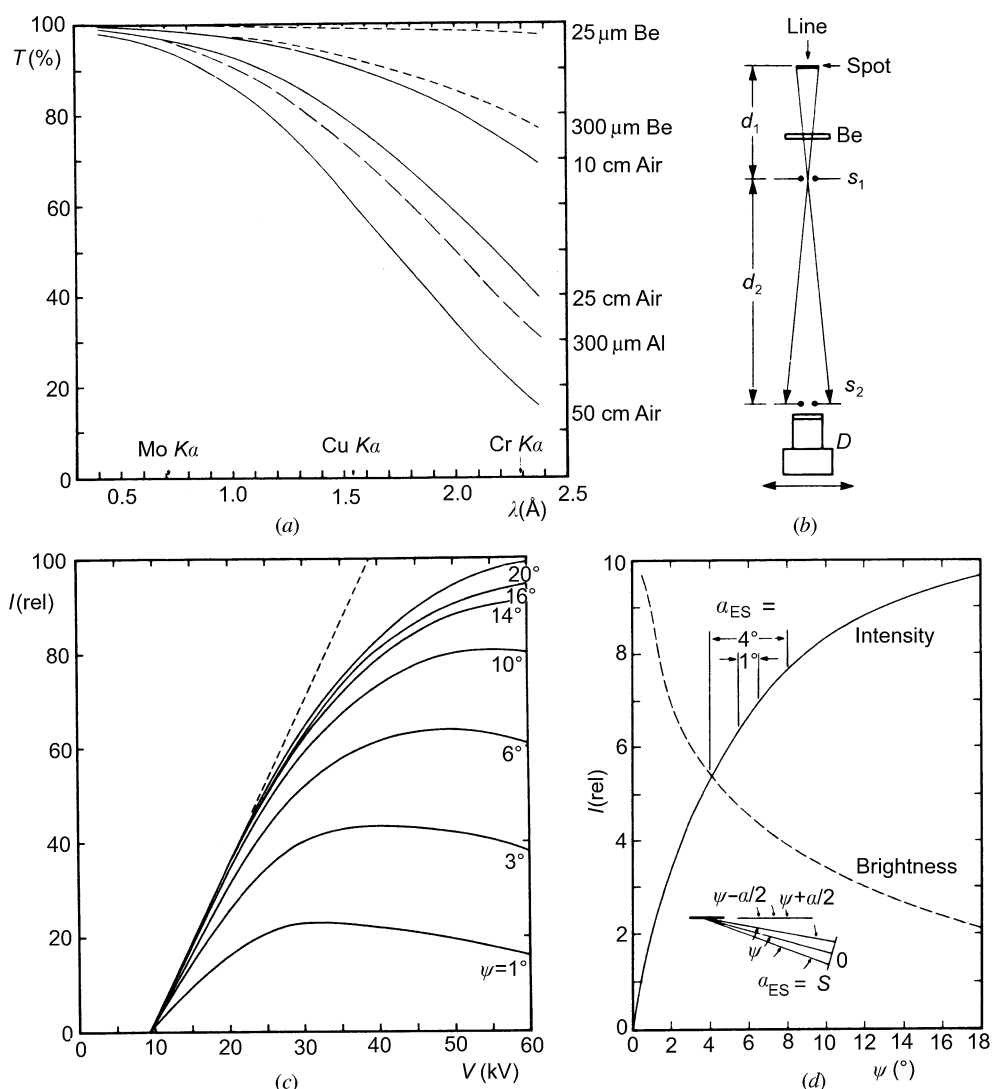 100
T(%)
80
60
40
20
0
25 μm Be
300 μm Be
10 cm Air
25 cm Air
300 μm Al
50 cm Air
Mo Kα
Cu Kα
Cr Kα
0.5
1.0
1.5
2.0
2.5
λ(Å)
(a)
Line
Spot
d1
Be
s1
d2
s2
D
(b)
100
I(rel)
80
60
40
20
0
20°
16°
14°
10°
6°
3°
ψ=1°
0
10
20
30
40
50
60
V(kV)
(c)
10
8
6
4
2
0
I(rel)
αES =
4°
1°
Intensity
Brightness
ψ−α/2
ψ+α/2
ψ
0
αES = S
0
2
4
6
8
10
12
14
16
18
ψ (°)
(d)